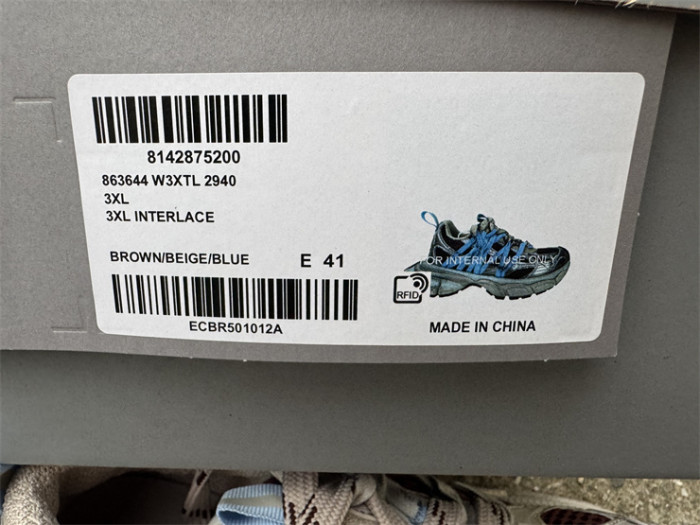 8142875200
863644 W3XTL 2940
3XL
3XL INTERLACE
BROWN/BEIGE/BLUE E 41
FOR INTERNAL USE ONLY
RFID
ECBR501012A
MADE IN CHINA